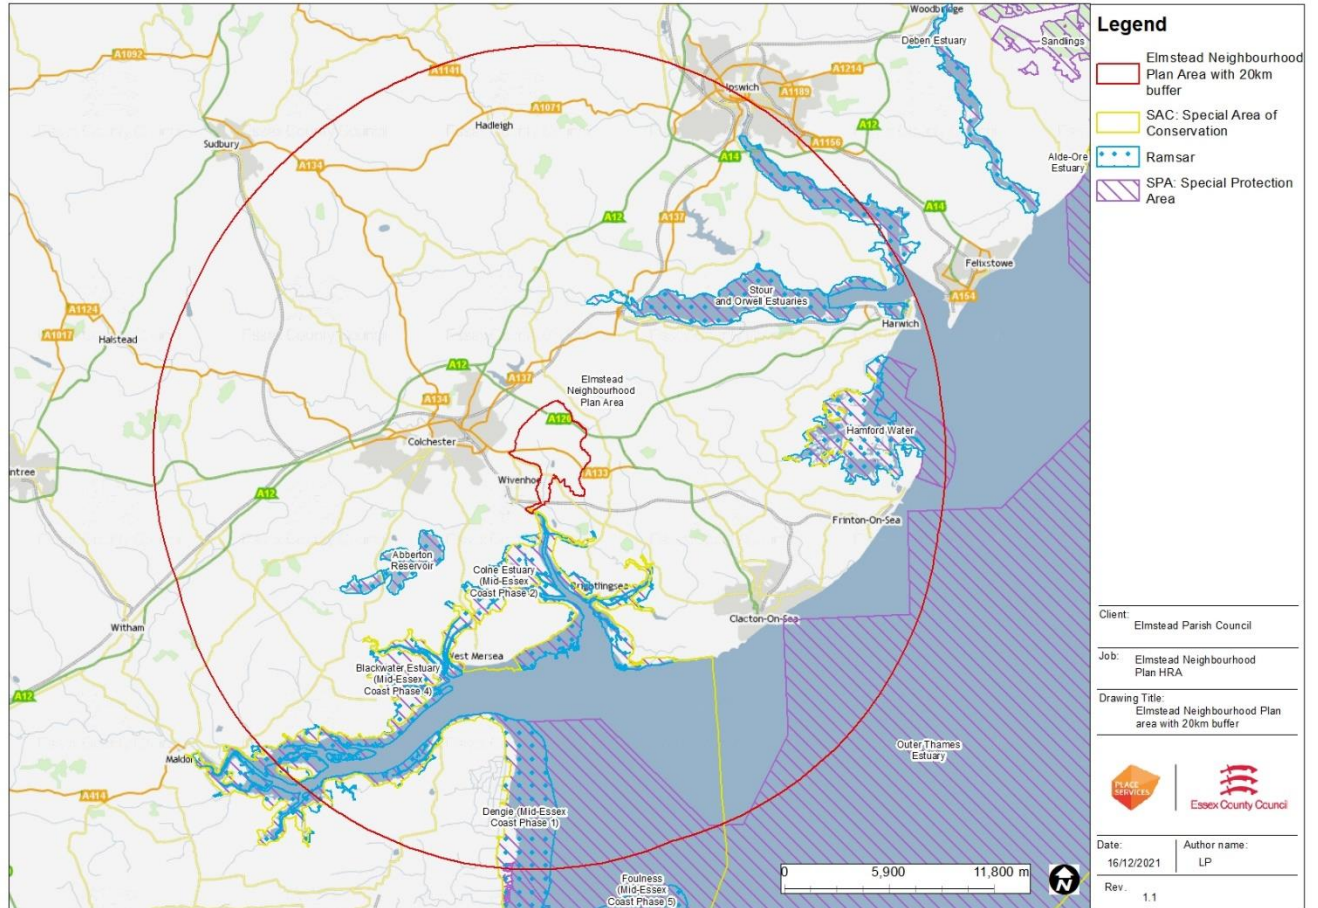 Woodbridge
Deben Estuary
Sandlings
A1092
A1141
A1214
Ipswich
A1189
A1071
Hadleigh
A12
Sudbury
A1156
A134
A14
Alde-Ore
Estuary
A12
A137
A14
Felixstowe
Stour
and Orwell Estuaries
A154
A1124
Harwich
A1017
Halstead
A12
A137
Elmstead
Neighbourhood
Plan Area
A134
A120
Colchester
Hamford Water
ntree
A133
Wivenhoe
A12
Frinton-On-Sea
Abberton
Reservoir
Colne Estuary
(Mid-Essex
Coast Phase 2)
Brightlingsea
Clacton-On-Sea
Witham
West Mersea
Blackwater Estuary
(Mid-Essex
Coast Phase 4)
A12
Maldon
Outer Thames
Estuary
A414
Dengie (Mid-Essex
Coast Phase 1)
Foulness
(Mid-Essex
Coast Phase 5)
0 5,900 11,800 m
N
Legend
Elmstead Neighbourhood
Plan Area with 20km
buffer
SAC: Special Area of
Conservation
Ramsar
SPA: Special Protection
Area
Client:
Elmstead Parish Council
Job:
Elmstead Neighbourhood
Plan HRA
Drawing Title:
Elmstead Neighbourhood Plan
area with 20km buffer
PLACE
SERVICES
Essex County Council
Date:
16/12/2021
Author name:
LP
Rev.
1.1